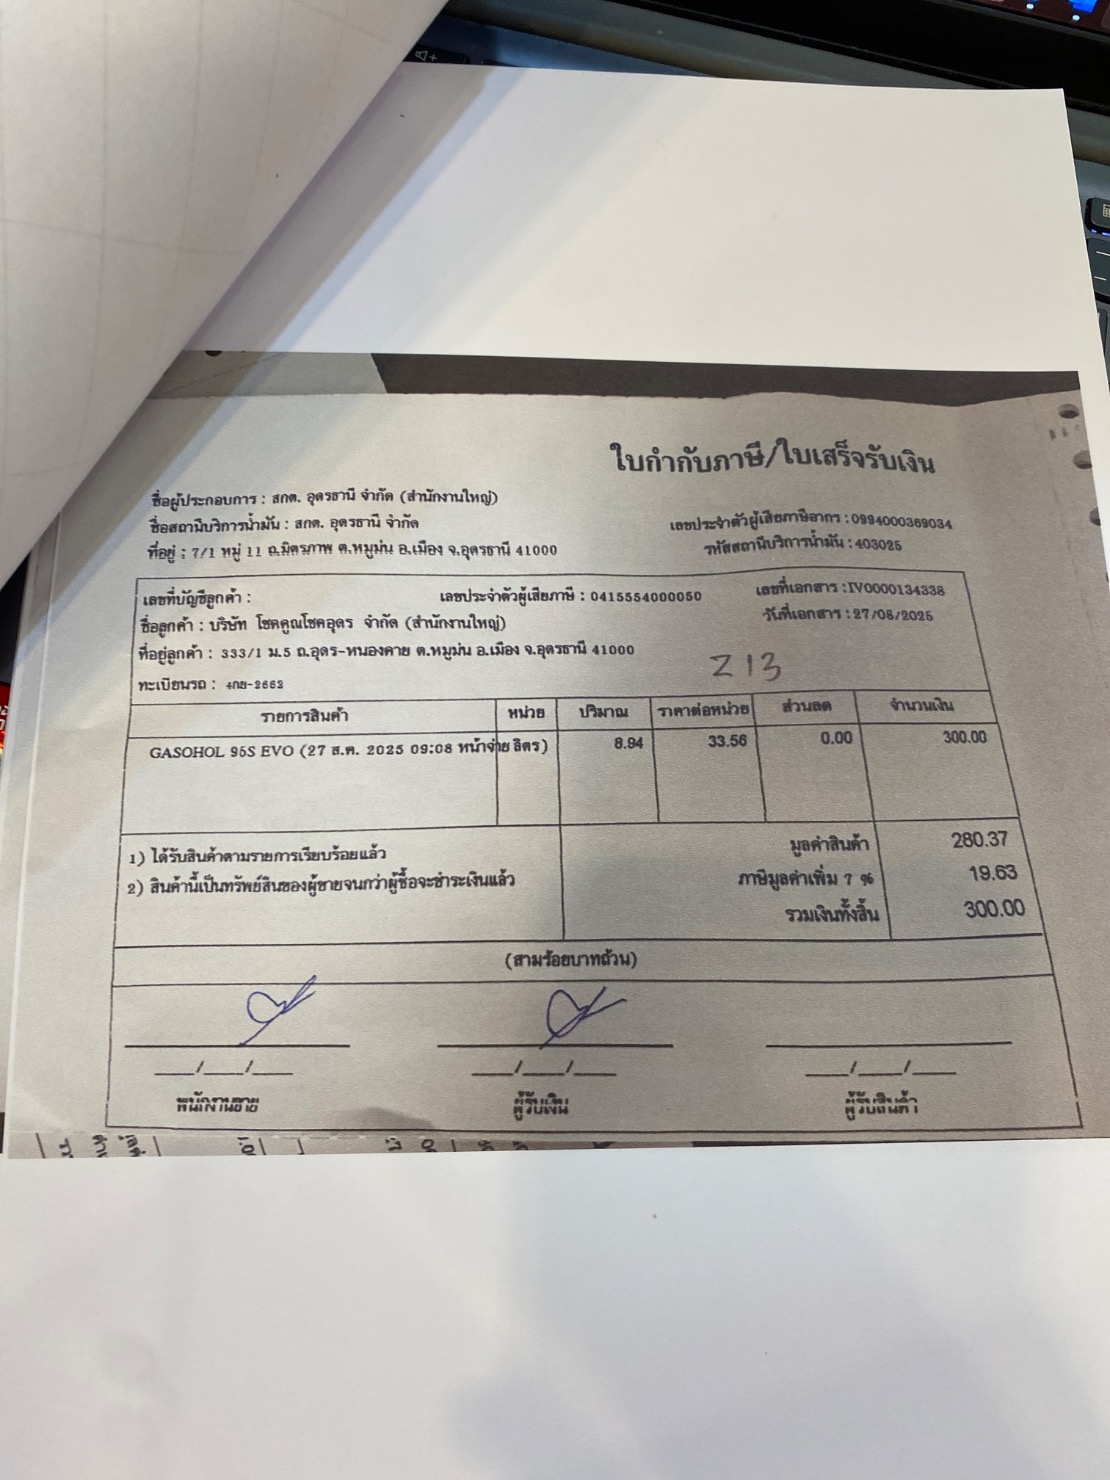 ใบกำกับภาษี/ใบเสร็จรับเงิน
ชื่อผู้ประกอบการ : สกต. อุดรธานี จำกัด (สำนักงานใหญ่)
ชื่อสถานีบริการน้ำมัน : สกต. อุดรธานี จำกัด
เลขประจำตัวผู้เสียภาษีอากร : 0994000369034
ที่อยู่ : 7/1 หมู่ 11 ถ.มิตรภาพ ต.หมูม่น อ.เมือง จ.อุดรธานี 41000
รหัสสถานีบริการน้ำมัน : 403025
เลขที่บัญชีลูกค้า : เลขประจำตัวผู้เสียภาษี : 0415554000050 เลขที่เอกสาร : IV0000134338
ชื่อลูกค้า : บริษัท โชคคูณโชคอุดร จำกัด (สำนักงานใหญ่) วันที่เอกสาร : 27/08/2025
ที่อยู่ลูกค้า : 333/1 ม.5 ถ.อุดร-หนองคาย ต.หมูม่น อ.เมือง จ.อุดรธานี 41000
Z13
ทะเบียนรถ : 4กย-2662
รายการสินค้า หน่วย ปริมาณ ราคาต่อหน่วย ส่วนลด จำนวนเงิน
GASOHOL 95S EVO (27 ส.ค. 2025 09:08 หน้าจ่าย ลิตร) 8.94 33.56 0.00 300.00
1) ได้รับสินค้าตามรายการเรียบร้อยแล้ว
มูลค่าสินค้า 280.37
2) สินค้านี้เป็นทรัพย์สินของผู้ขายจนกว่าผู้ซื้อจะชำระเงินแล้ว
ภาษีมูลค่าเพิ่ม 7 % 19.63
รวมเงินทั้งสิ้น 300.00
(สามร้อยบาทถ้วน)
___/___/___ ___/___/___ ___/___/___
พนักงานขาย ผู้รับเงิน ผู้รับสินค้า